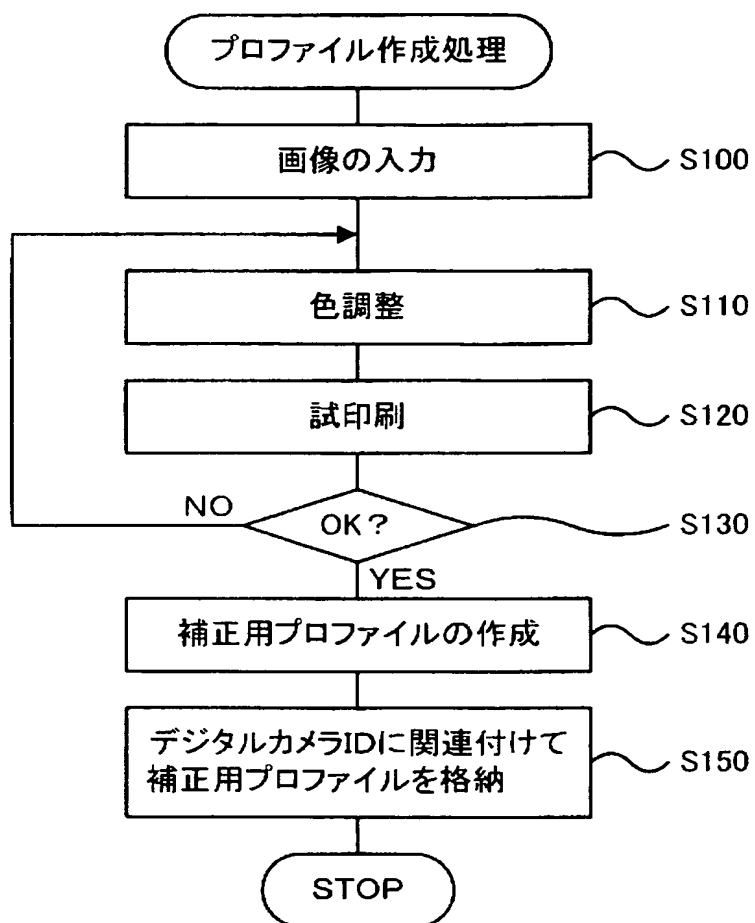 プロファイル作成処理
画像の入力
S100
色調整
S110
試印刷
S120
NO
OK?
S130
YES
補正用プロファイルの作成
S140
デジタルカメラIDに関連付けて
補正用プロファイルを格納
S150
STOP